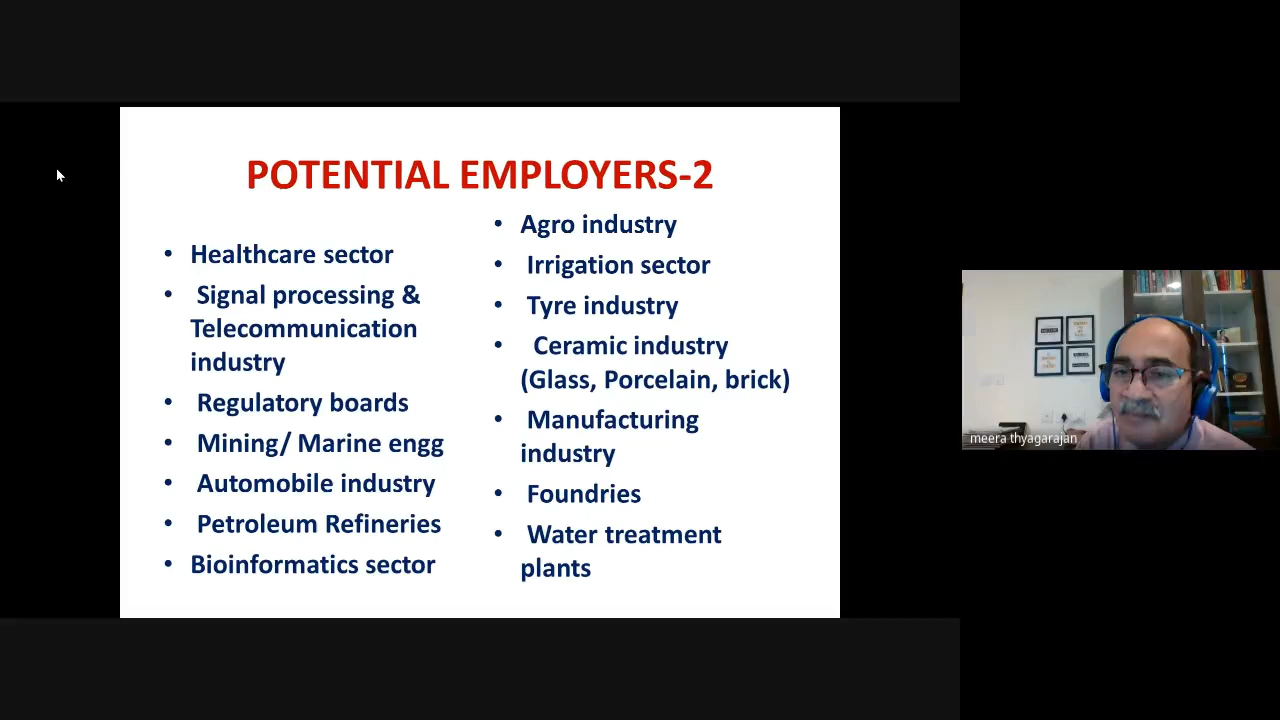 POTENTIAL EMPLOYERS-2
• Healthcare sector
• Signal processing &
Telecommunication
industry
• Regulatory boards
• Mining/ Marine engg
• Automobile industry
• Petroleum Refineries
• Bioinformatics sector
• Agro industry
• Irrigation sector
• Tyre industry
• Ceramic industry
(Glass, Porcelain, brick)
• Manufacturing
industry
• Foundries
• Water treatment
plants
meera thyagarajan